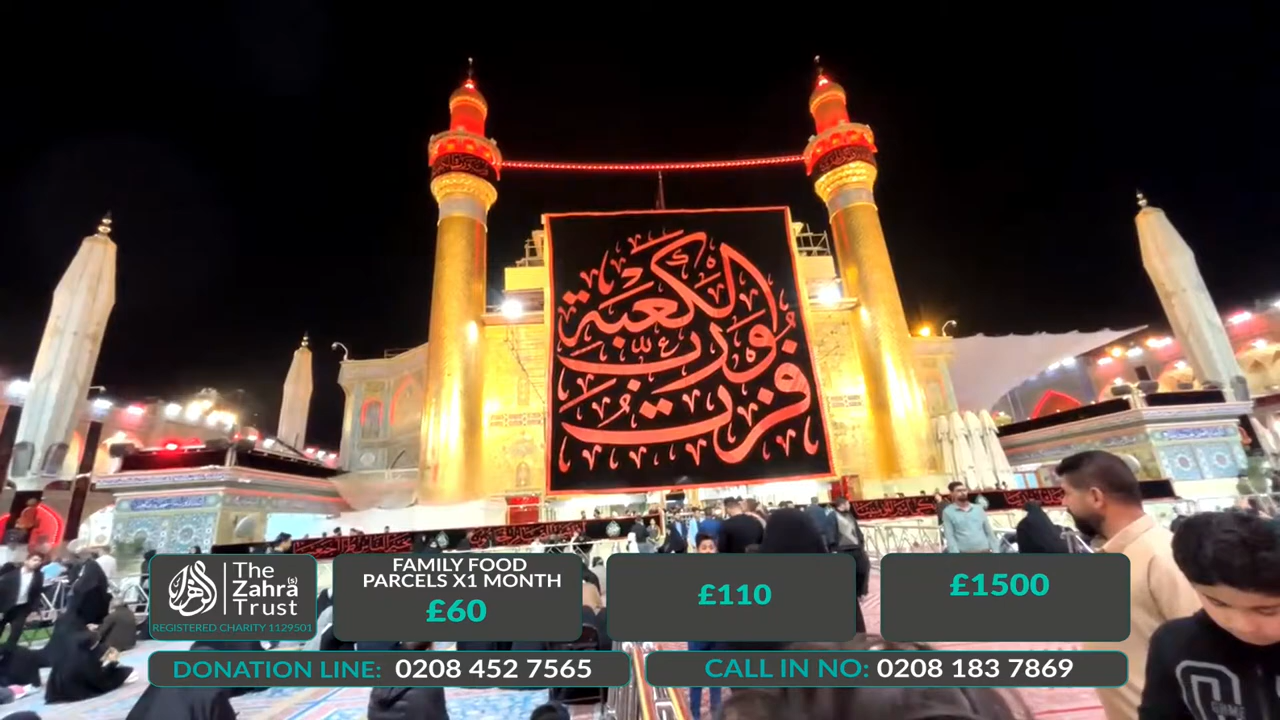 فزت
ورب
الكعبة
The
Zahra (s)
Trust
REGISTERED CHARITY 1129501
FAMILY FOOD
PARCELS X1 MONTH
£60
£110
£1500
DONATION LINE: 0208 452 7565
CALL IN NO: 0208 183 7869